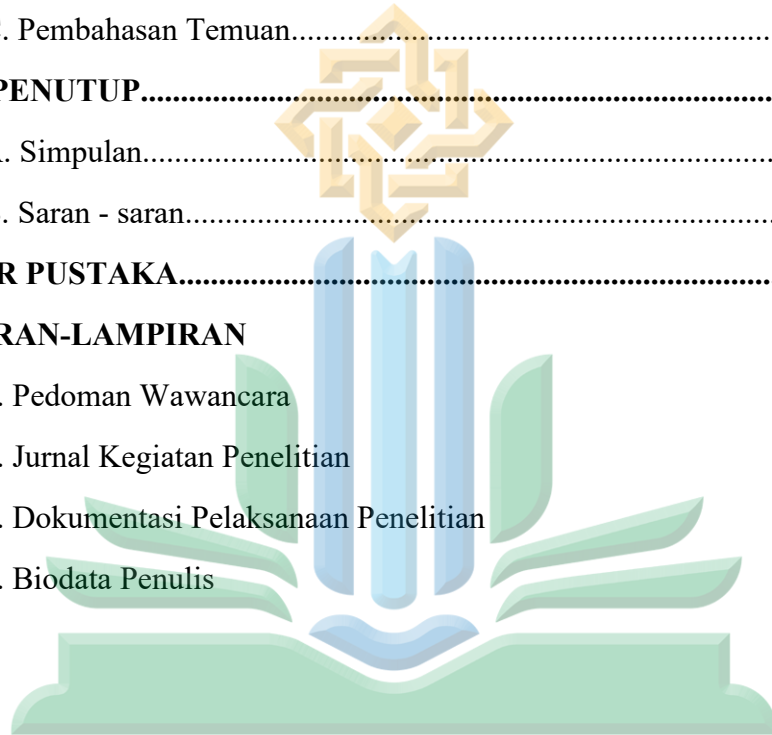 . Pembahasan Temuan................................................................
PENUTUP................................................................................
. Simpulan................................................................................
. Saran - saran...........................................................................
R PUSTAKA...........................................................................
RAN-LAMPIRAN
. Pedoman Wawancara
. Jurnal Kegiatan Penelitian
. Dokumentasi Pelaksanaan Penelitian
. Biodata Penulis